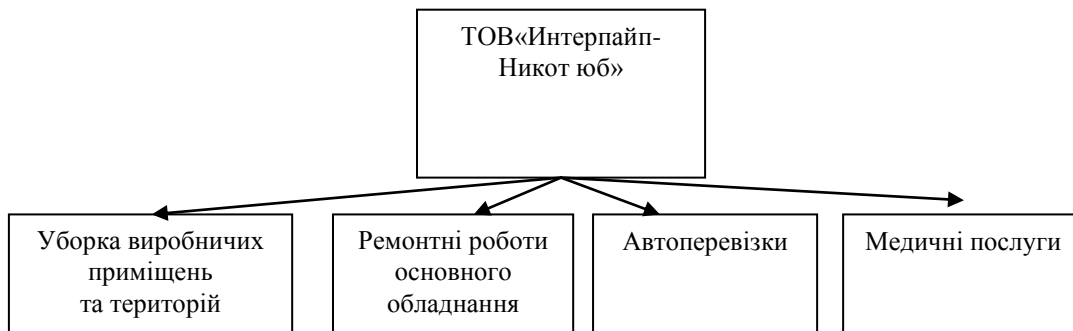 ТОВ«Интерпайп-
Никот юб»
Уборка виробничих
приміщень
та територій
Ремонтні роботи
основного
обладнання
Автоперевізки
Медичні послуги